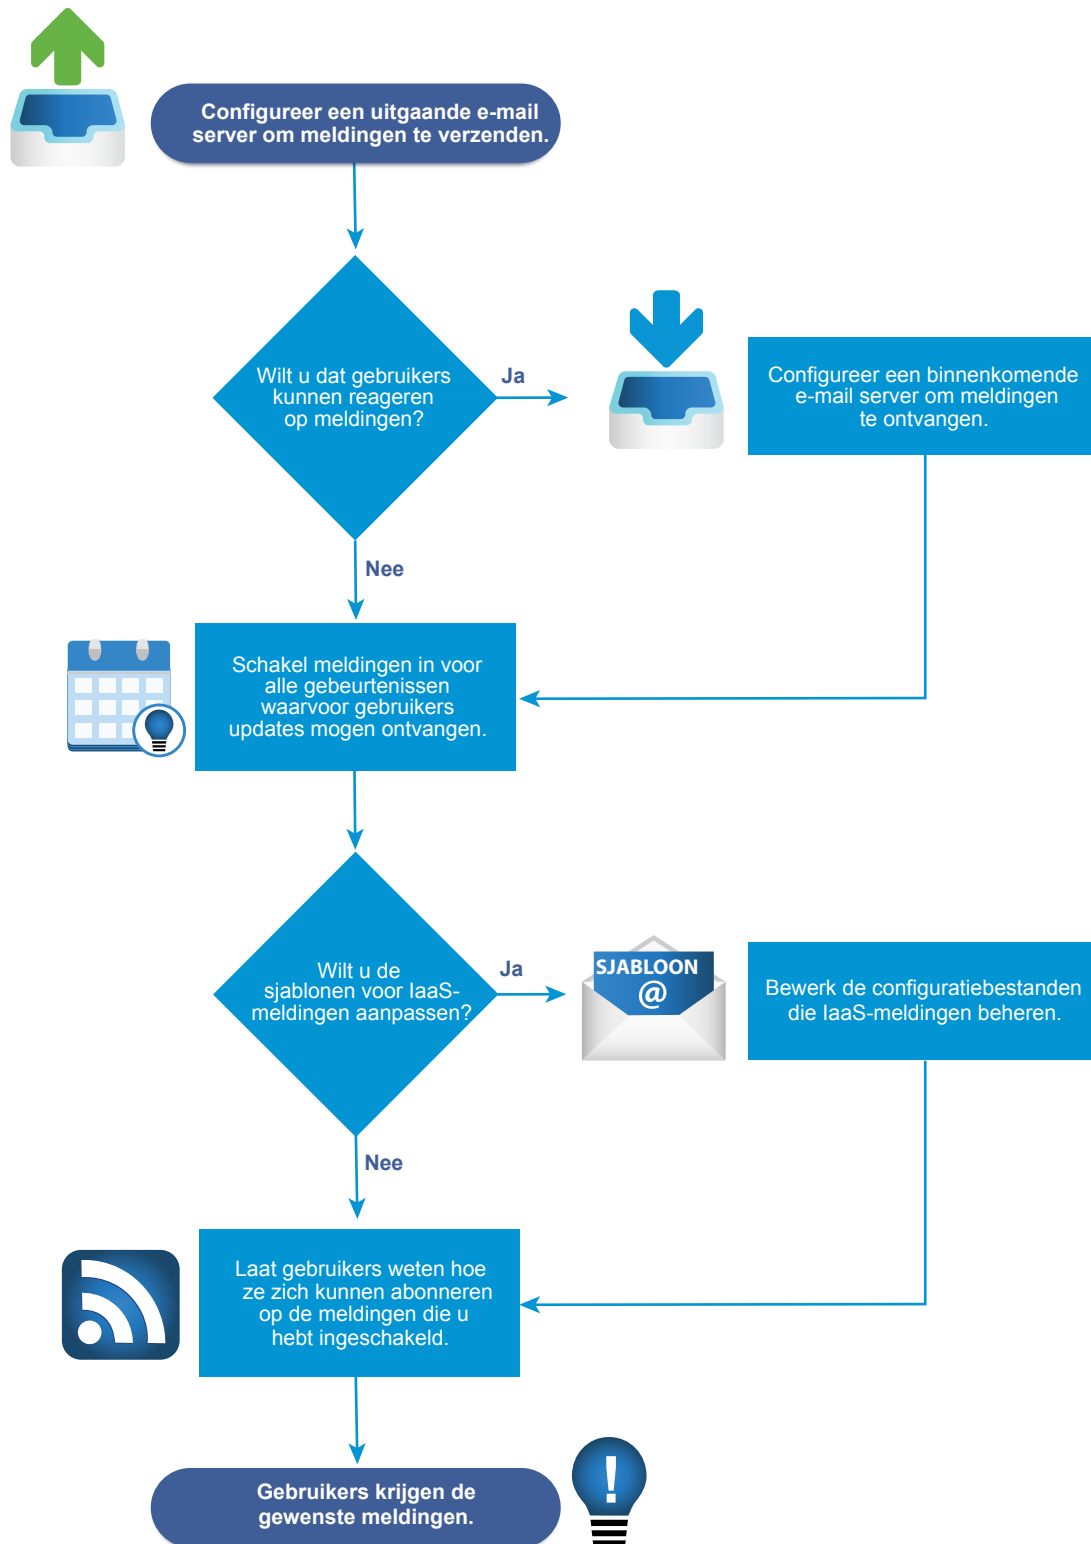 Configureer een uitgaande e-mail
server om meldingen te verzenden.
Wilt u dat gebruikers
kunnen reageren
op meldingen?
Ja
Configureer een binnenkomende
e-mail server om meldingen
te ontvangen.
Nee
Schakel meldingen in voor
alle gebeurtenissen
waarvoor gebruikers
updates mogen ontvangen.
Wilt u de
sjablonen voor IaaS-
meldingen aanpassen?
Ja
SJABLOON
@
Bewerk de configuratiebestanden
die IaaS-meldingen beheren.
Nee
Laat gebruikers weten hoe
ze zich kunnen abonneren
op de meldingen die u
hebt ingeschakeld.
Gebruikers krijgen de
gewenste meldingen.
!